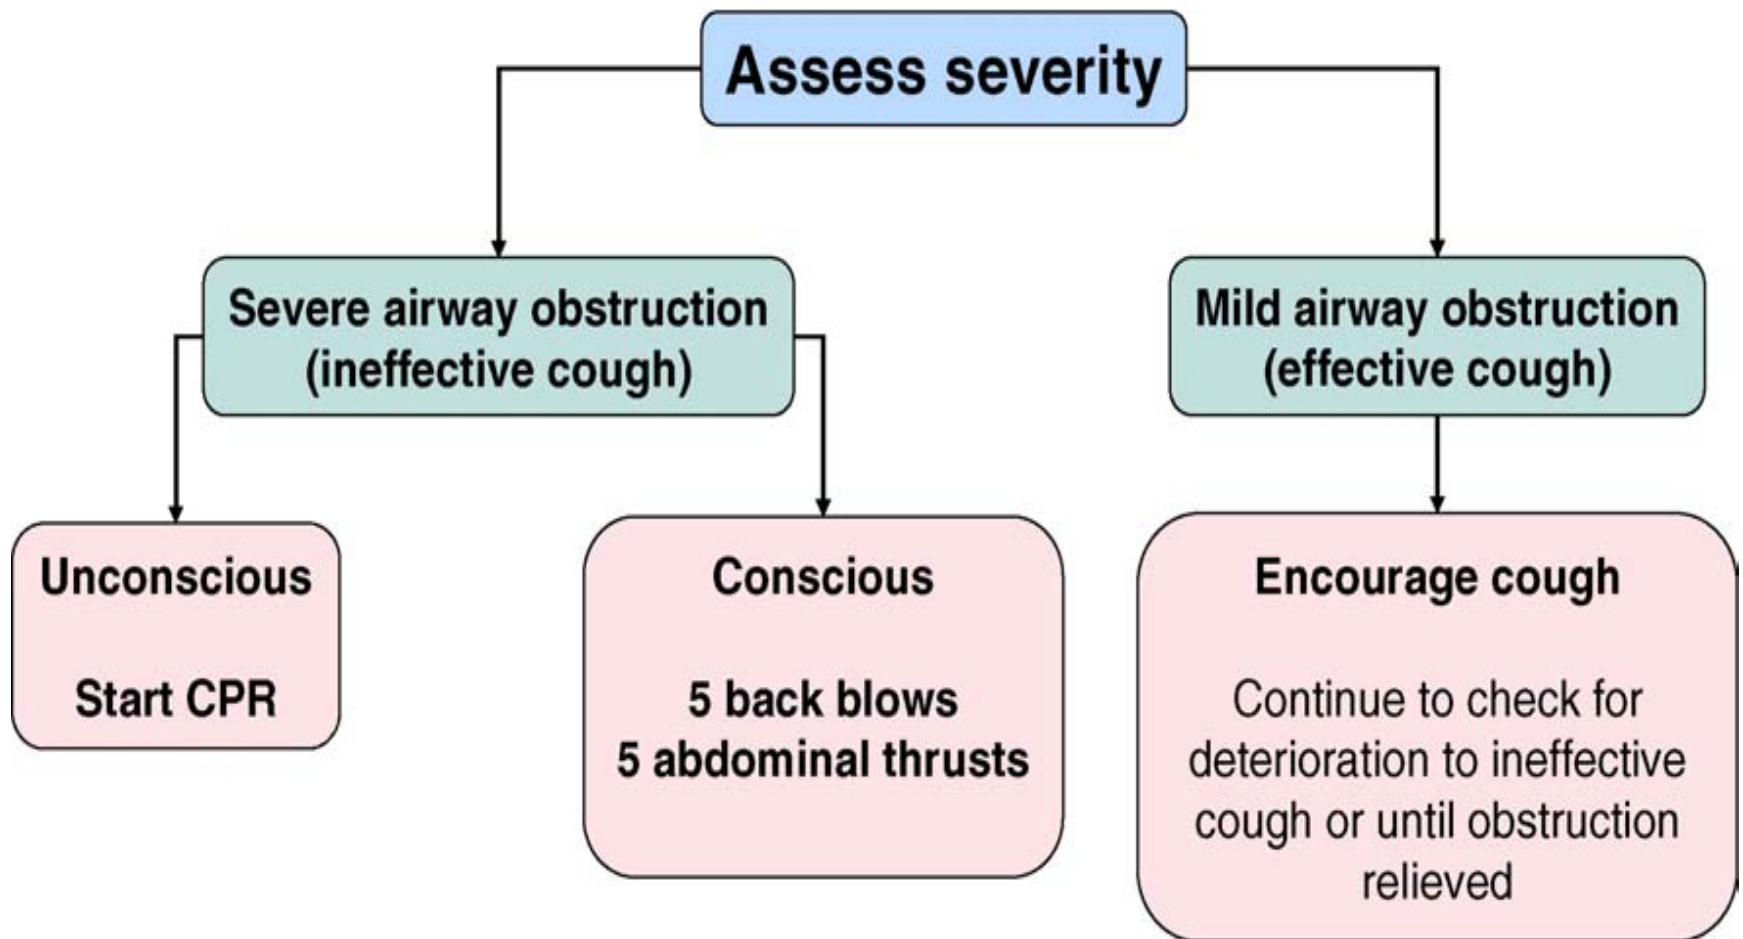 Assess severity
Severe airway obstruction
(ineffective cough)
Mild airway obstruction
(effective cough)
Unconscious
Start CPR
Conscious
5 back blows
5 abdominal thrusts
Encourage cough
Continue to check for
deterioration to ineffective
cough or until obstruction
relieved